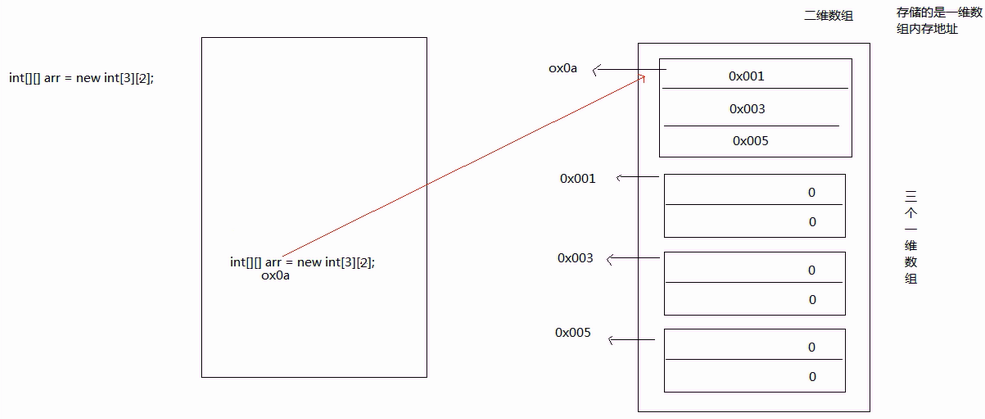 int[][] arr = new int[3][2];
int[][] arr = new int[3][2];
ox0a
二维数组
存储的是一维数
组内存地址
ox0a
0x001
0x003
0x005
0x001
0
0
0x003
0
0
0x005
0
0
三个一维数组